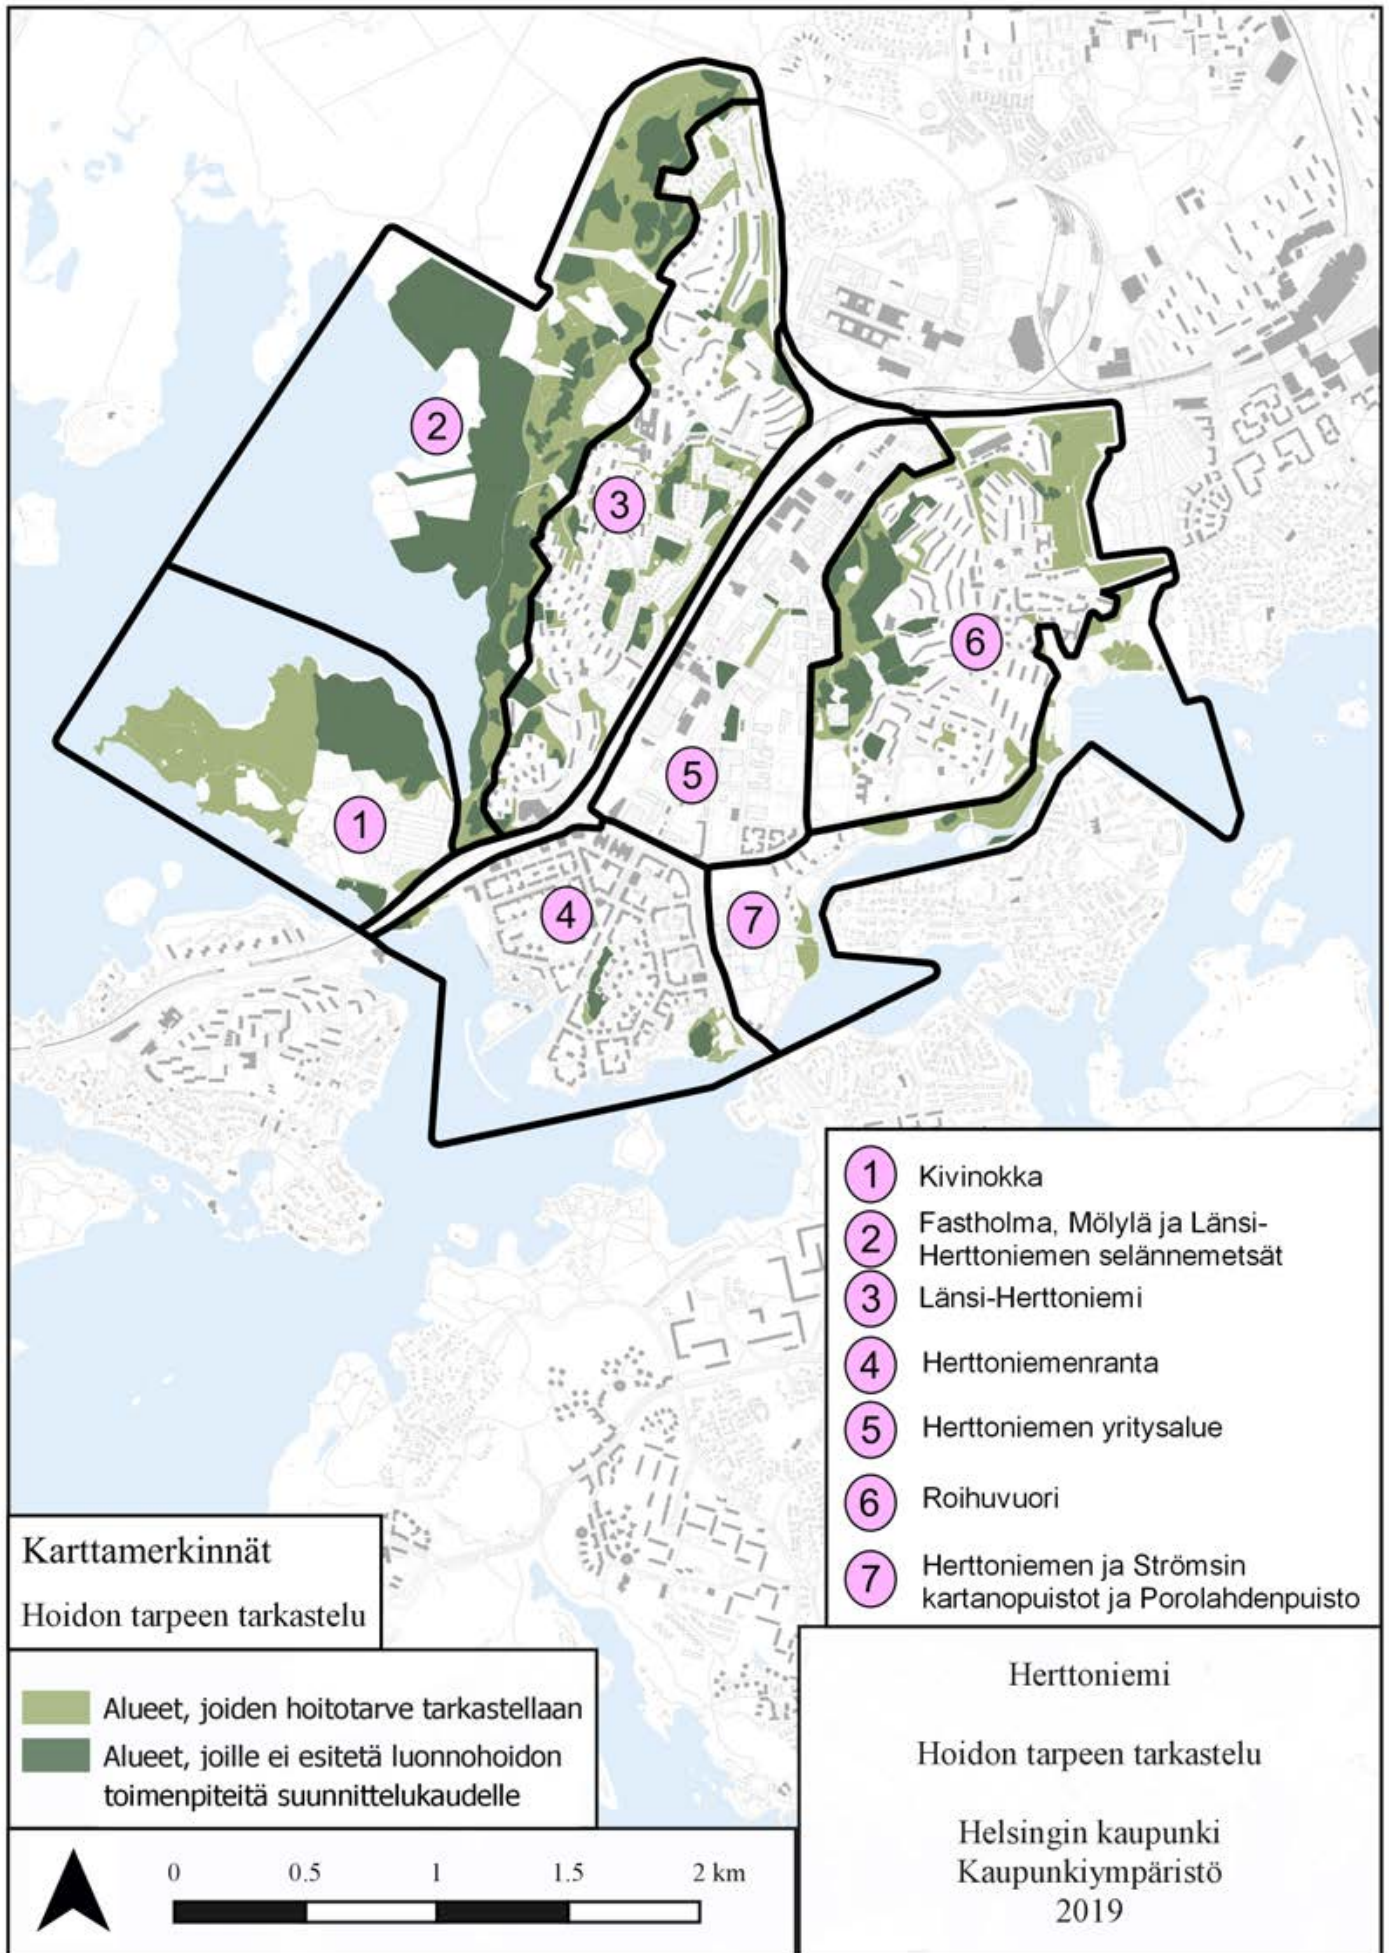 2
3
6
5
1
4
7
1 Kivinokka
2 Fastholma, Mölylä ja Länsi-
Herttoniemen selännemetsät
3 Länsi-Herttoniemi
4 Herttoniemenranta
5 Herttoniemen yritysalue
6 Roihuvuori
7 Herttoniemen ja Strömsin
kartanopuistot ja Porolahdenpuisto
Karttamerkinnät
Hoidon tarpeen tarkastelu
Alueet, joiden hoitotarve tarkastellaan
Alueet, joille ei esitetä luonnohoidon
toimenpiteitä suunnittelukaudelle
0 0.5 1 1.5 2 km
Herttoniemi
Hoidon tarpeen tarkastelu
Helsingin kaupunki
Kaupunkiympäristö
2019